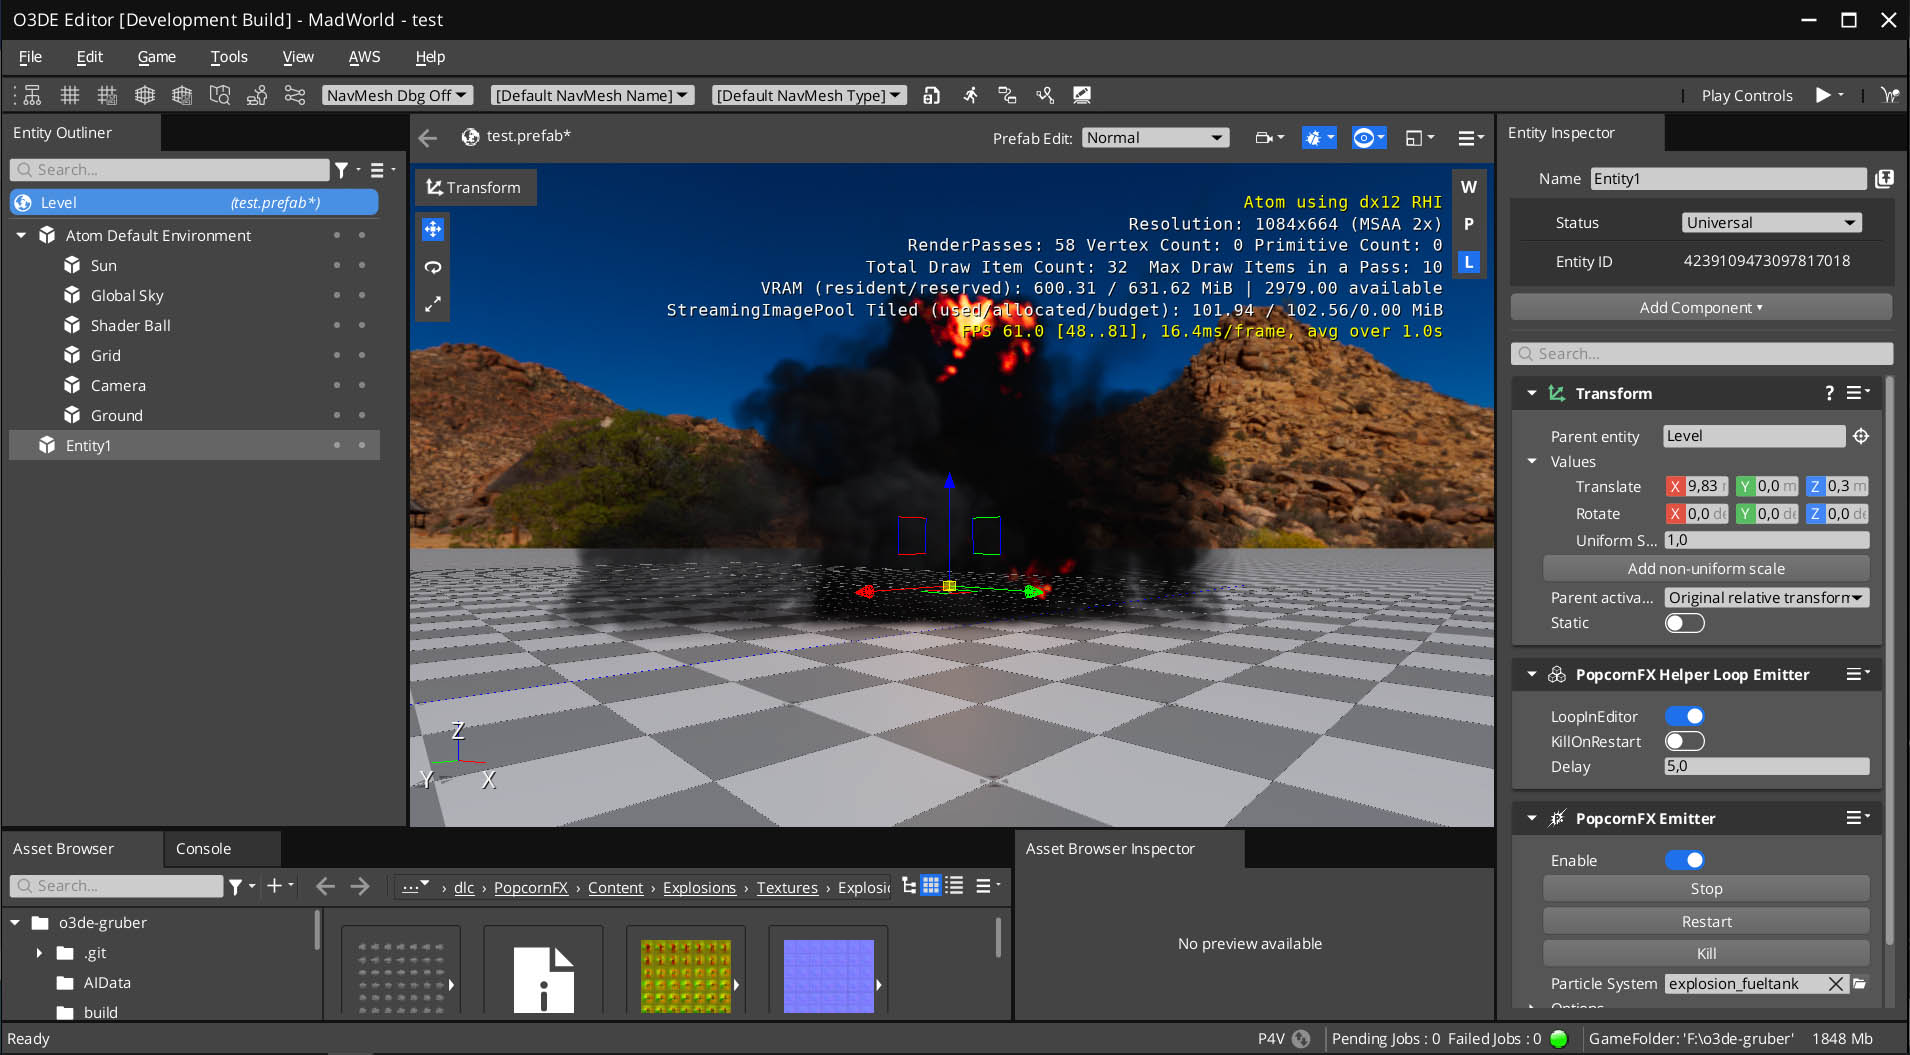 O3DE Editor [Development Build] - MadWorld - test
File Edit Game Tools View AWS Help
NavMesh Dbg Off [Default NavMesh Name] [Default NavMesh Type] Play Controls
Entity Outliner
Search...
Level (test.prefab*)
Atom Default Environment
Sun
Global Sky
Shader Ball
Grid
Camera
Ground
Entity1
test.prefab*
Prefab Edit: Normal
Transform
W
P
L
Atom using dx12 RHI
Resolution: 1084x664 (MSAA 2x)
RenderPasses: 58 Vertex Count: 0 Primitive Count: 0
Total Draw Item Count: 32 Max Draw Items in a Pass: 10
VRAM (resident/reserved): 600.31 / 631.62 MiB | 2979.00 available
StreamingImagePool Tiled (used/allocated/budget): 101.94 / 102.56/0.00 MiB
FPS 61.0 [48..81], 16.4ms/frame, avg over 1.0s
Z
Y X
Entity Inspector
Name Entity1
Status Universal
Entity ID 4239109473097817018
Add Component
Search...
Transform ?
Parent entity Level
Values
Translate X 9,83 Y 0,0 m Z 0,3 m
Rotate X 0,0 de Y 0,0 de Z 0,0 de
Uniform S... 1,0
Add non-uniform scale
Parent activa... Original relative transform
Static
PopcornFX Helper Loop Emitter
LoopInEditor
KillOnRestart
Delay 5,0
PopcornFX Emitter
Enable
Stop
Restart
Kill
Particle System explosion_fueltank
Options
Asset Browser Console
Search...
... › dlc › PopcornFX › Content › Explosions › Textures › Explosi
o3de-gruber
.git
AIData
build
Asset Browser Inspector
No preview available
Ready
P4V Pending Jobs : 0 Failed Jobs : 0 GameFolder: 'F:\o3de-gruber' 1848 Mb